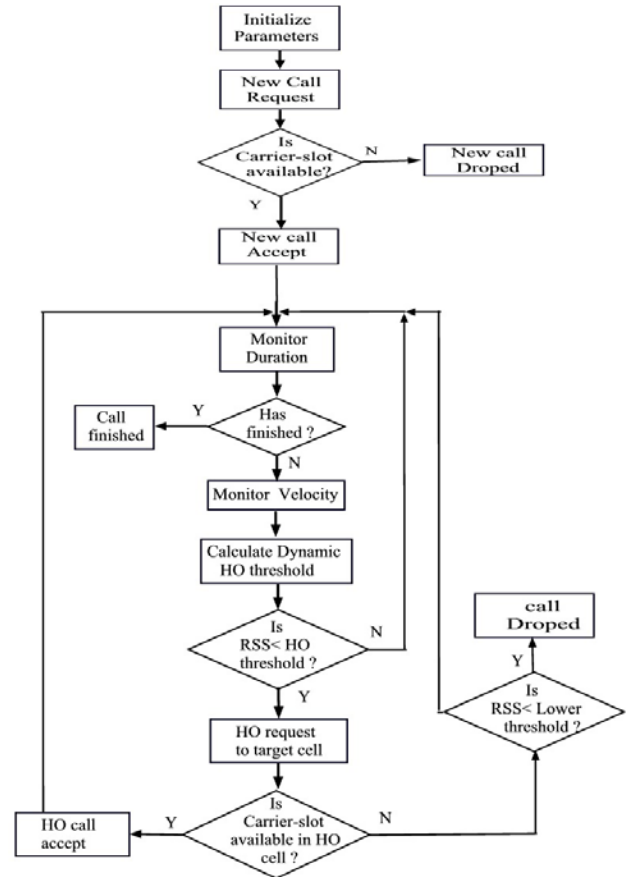 Initialize
Parameters
New Call
Request
Is
Carrier-slot
available?
N
New call
Droped
Y
New call
Accept
Monitor
Duration
Has
finished ?
Y
Call
finished
N
Monitor Velocity
Calculate Dynamic
HO threshold
Is
RSS< HO
threshold ?
N
Y
HO request
to target cell
Is
Carrier-slot
available in HO
cell ?
Y
HO call
accept
N
Is
RSS< Lower
threshold ?
Y
call
Droped